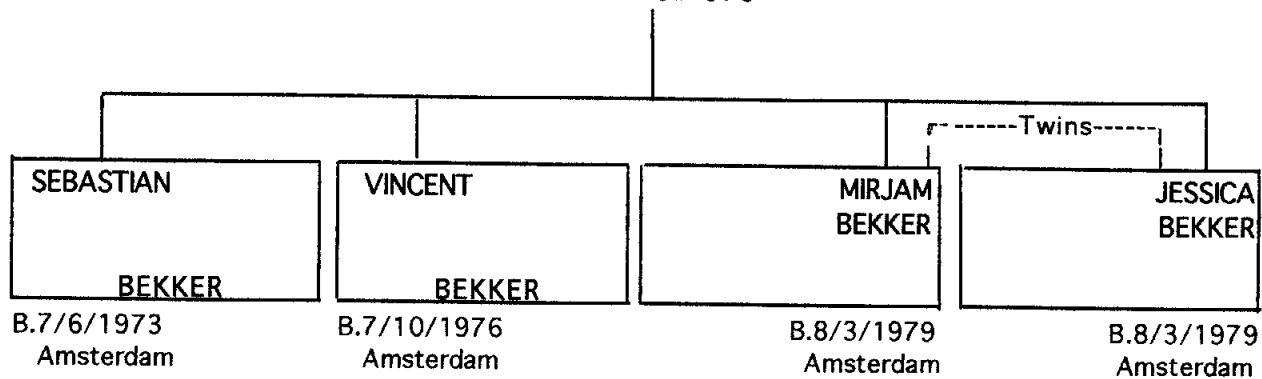 Twins
SEBASTIAN
BEKKER
B.7/6/1973
Amsterdam
VINCENT
BEKKER
B.7/10/1976
Amsterdam
MIRJAM
BEKKER
B.8/3/1979
Amsterdam
JESSICA
BEKKER
B.8/3/1979
Amsterdam